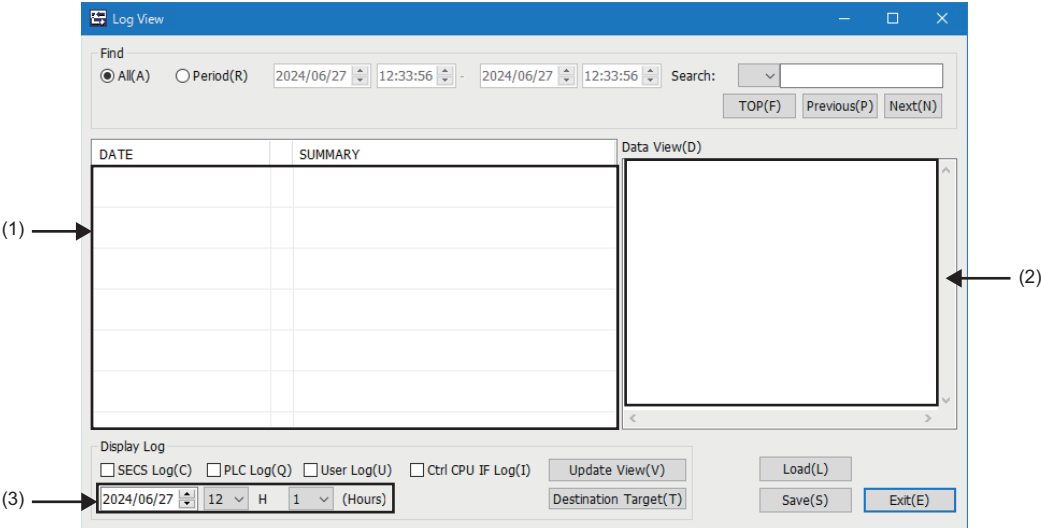 Log View
Find
All(A) Period(R) 2024/06/27 12:33:56 - 2024/06/27 12:33:56 Search:
TOP(F) Previous(P) Next(N)
DATE SUMMARY Data View(D)
(1)
(2)
Display Log
SECS Log(C) PLC Log(Q) User Log(U) Ctrl CPU IF Log(I) Update View(V) Load(L)
(3) 2024/06/27 12 H 1 (Hours) Destination Target(T) Save(S) Exit(E)